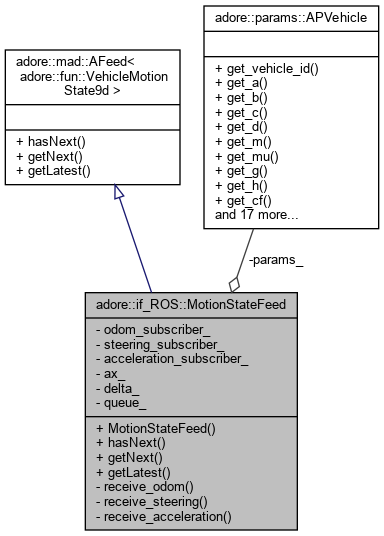 adore::mad::AFeed<
adore::fun::VehicleMotion
State9d >
+ hasNext()
+ getNext()
+ getLatest()
adore::params::APVehicle
+ get_vehicle_id()
+ get_a()
+ get_b()
+ get_c()
+ get_d()
+ get_m()
+ get_mu()
+ get_g()
+ get_h()
+ get_cf()
and 17 more...
-params_
adore::if_ROS::MotionStateFeed
- odom_subscriber_
- steering_subscriber_
- acceleration_subscriber_
- ax_
- delta_
- queue_
+ MotionStateFeed()
+ hasNext()
+ getNext()
+ getLatest()
- receive_odom()
- receive_steering()
- receive_acceleration()